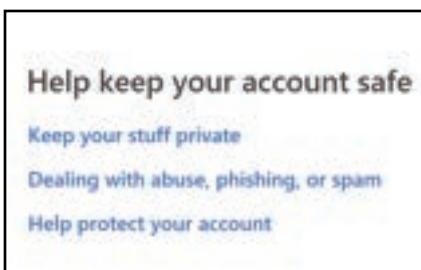 Help keep your account safe
Keep your stuff private
Dealing with abuse, phishing, or spam
Help protect your account